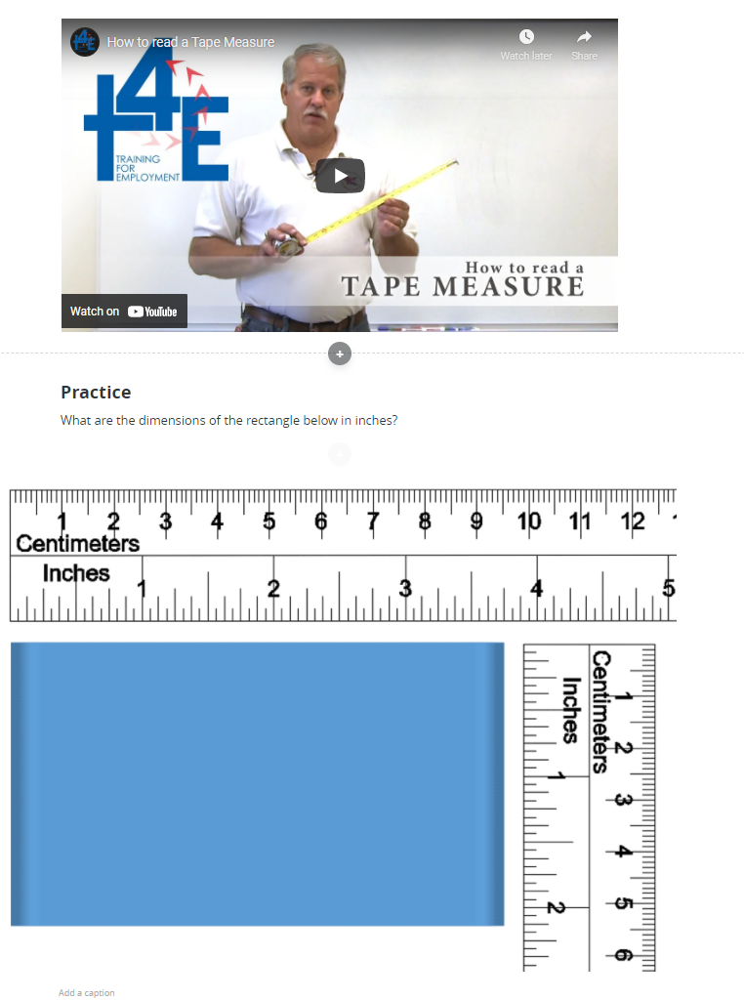 How to read a Tape Measure
Watch later
Share
T4E
TRAINING
FOR
EMPLOYMENT
How to read a
TAPE MEASURE
Watch on YouTube
+
Practice
What are the dimensions of the rectangle below in inches?
1 2 3 4 5 6 7 8 9 10 11 12
Centimeters
Inches
1 2 3 4 5
Centimeters
1 2 3 4 5 6
Inches
1 2
Add a caption